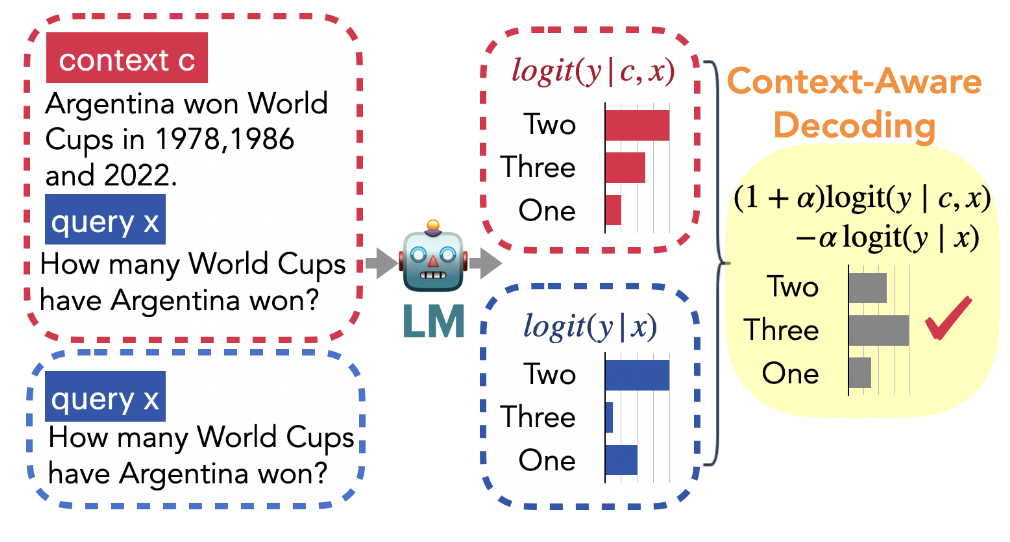 context c
Argentina won World
Cups in 1978,1986
and 2022.
query x
How many World Cups
have Argentina won?
query x
How many World Cups
have Argentina won?
LM
logit(y|c, x)
Two
Three
One
logit(y|x)
Two
Three
One
Context-Aware
Decoding
(1 + α)logit(y | c, x)
−α logit(y | x)
Two
Three
One